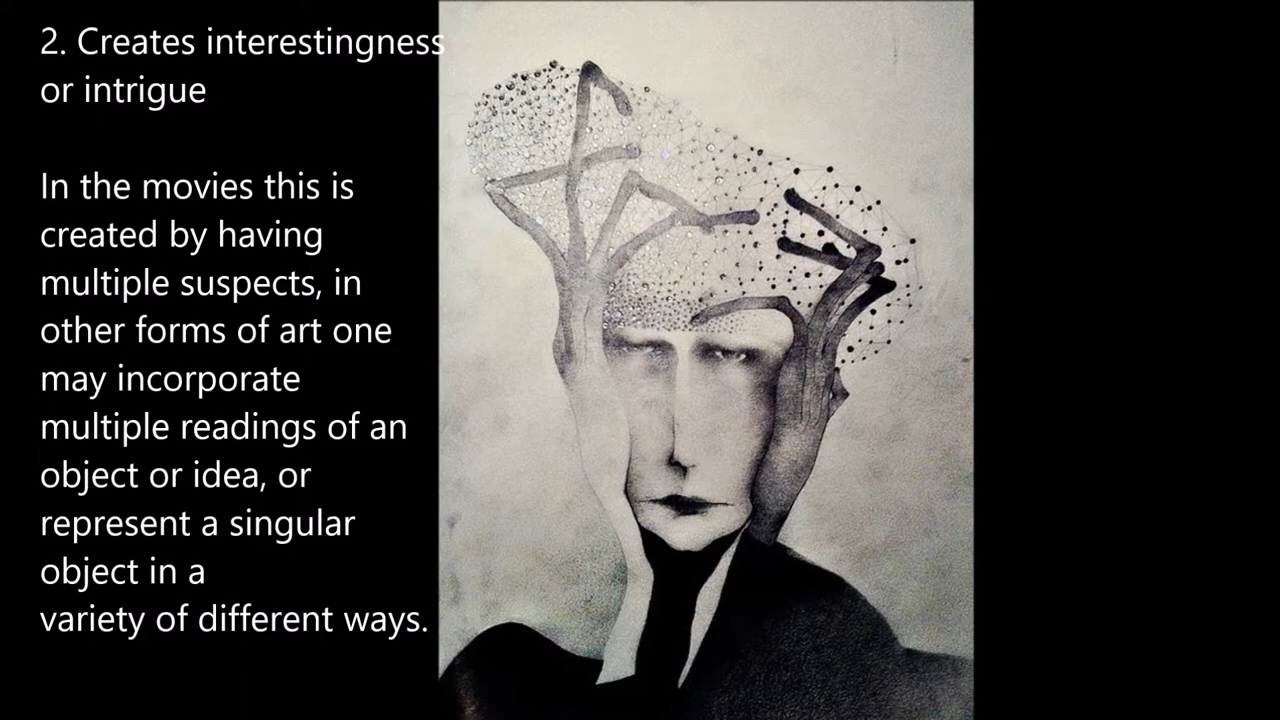 2. Creates interestingness
or intrigue
In the movies this is
created by having
multiple suspects, in
other forms of art one
may incorporate
multiple readings of an
object or idea, or
represent a singular
object in a
variety of different ways.